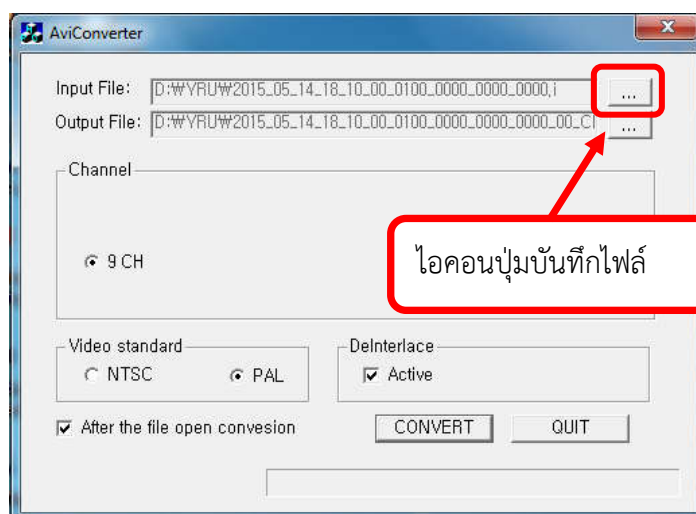 AviConverter
x
Input File: D:₩YRU₩2015_05_14_18_10_00_0100_0000_0000_0000,i ...
Output File: D:₩YRU₩2015_05_14_18_10_00_0100_0000_0000_0000_00_Cl ...
Channel
9 CH
ไอคอนปุ่มบันทึกไฟล์
Video standard
DeInterlace
NTSC PAL Active
After the file open convesion CONVERT QUIT